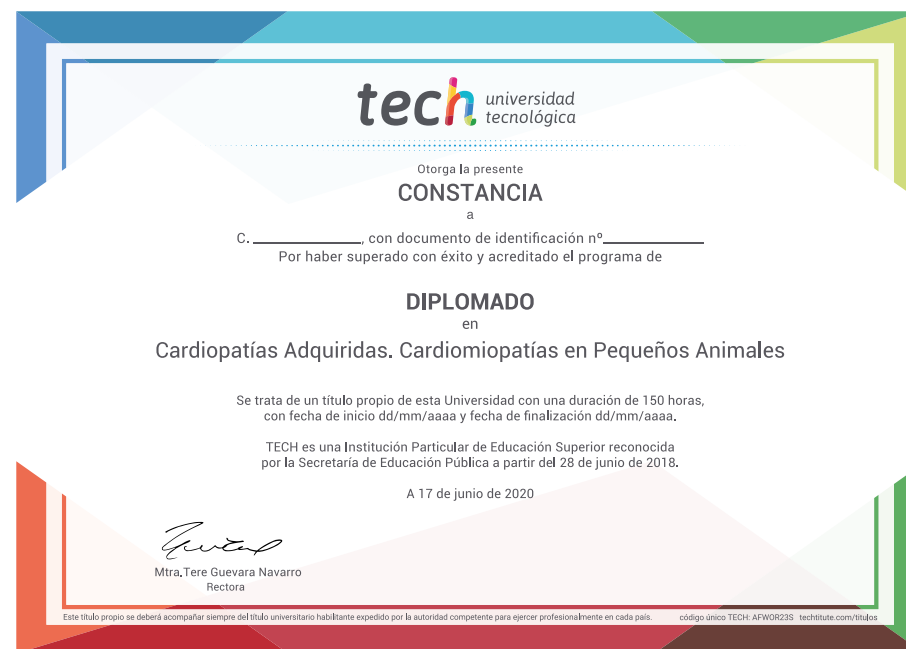 tech universidad
tecnológica
Otorga la presente
CONSTANCIA
a
C. ____________, con documento de identificación nº____________
Por haber superado con éxito y acreditado el programa de
DIPLOMADO
en
Cardiopatías Adquiridas. Cardiomiopatías en Pequeños Animales
Se trata de un título propio de esta Universidad con una duración de 150 horas,
con fecha de inicio dd/mm/aaaa y fecha de finalización dd/mm/aaaa.
TECH es una Institución Particular de Educación Superior reconocida
por la Secretaría de Educación Pública a partir del 28 de junio de 2018.
A 17 de junio de 2020
Mtra.Tere Guevara Navarro
Rectora
Este título propio se deberá acompañar siempre del título universitario habilitante expedido por la autoridad competente para ejercer profesionalmente en cada país. código único TECH: AFWOR23S techtitute.com/titulos